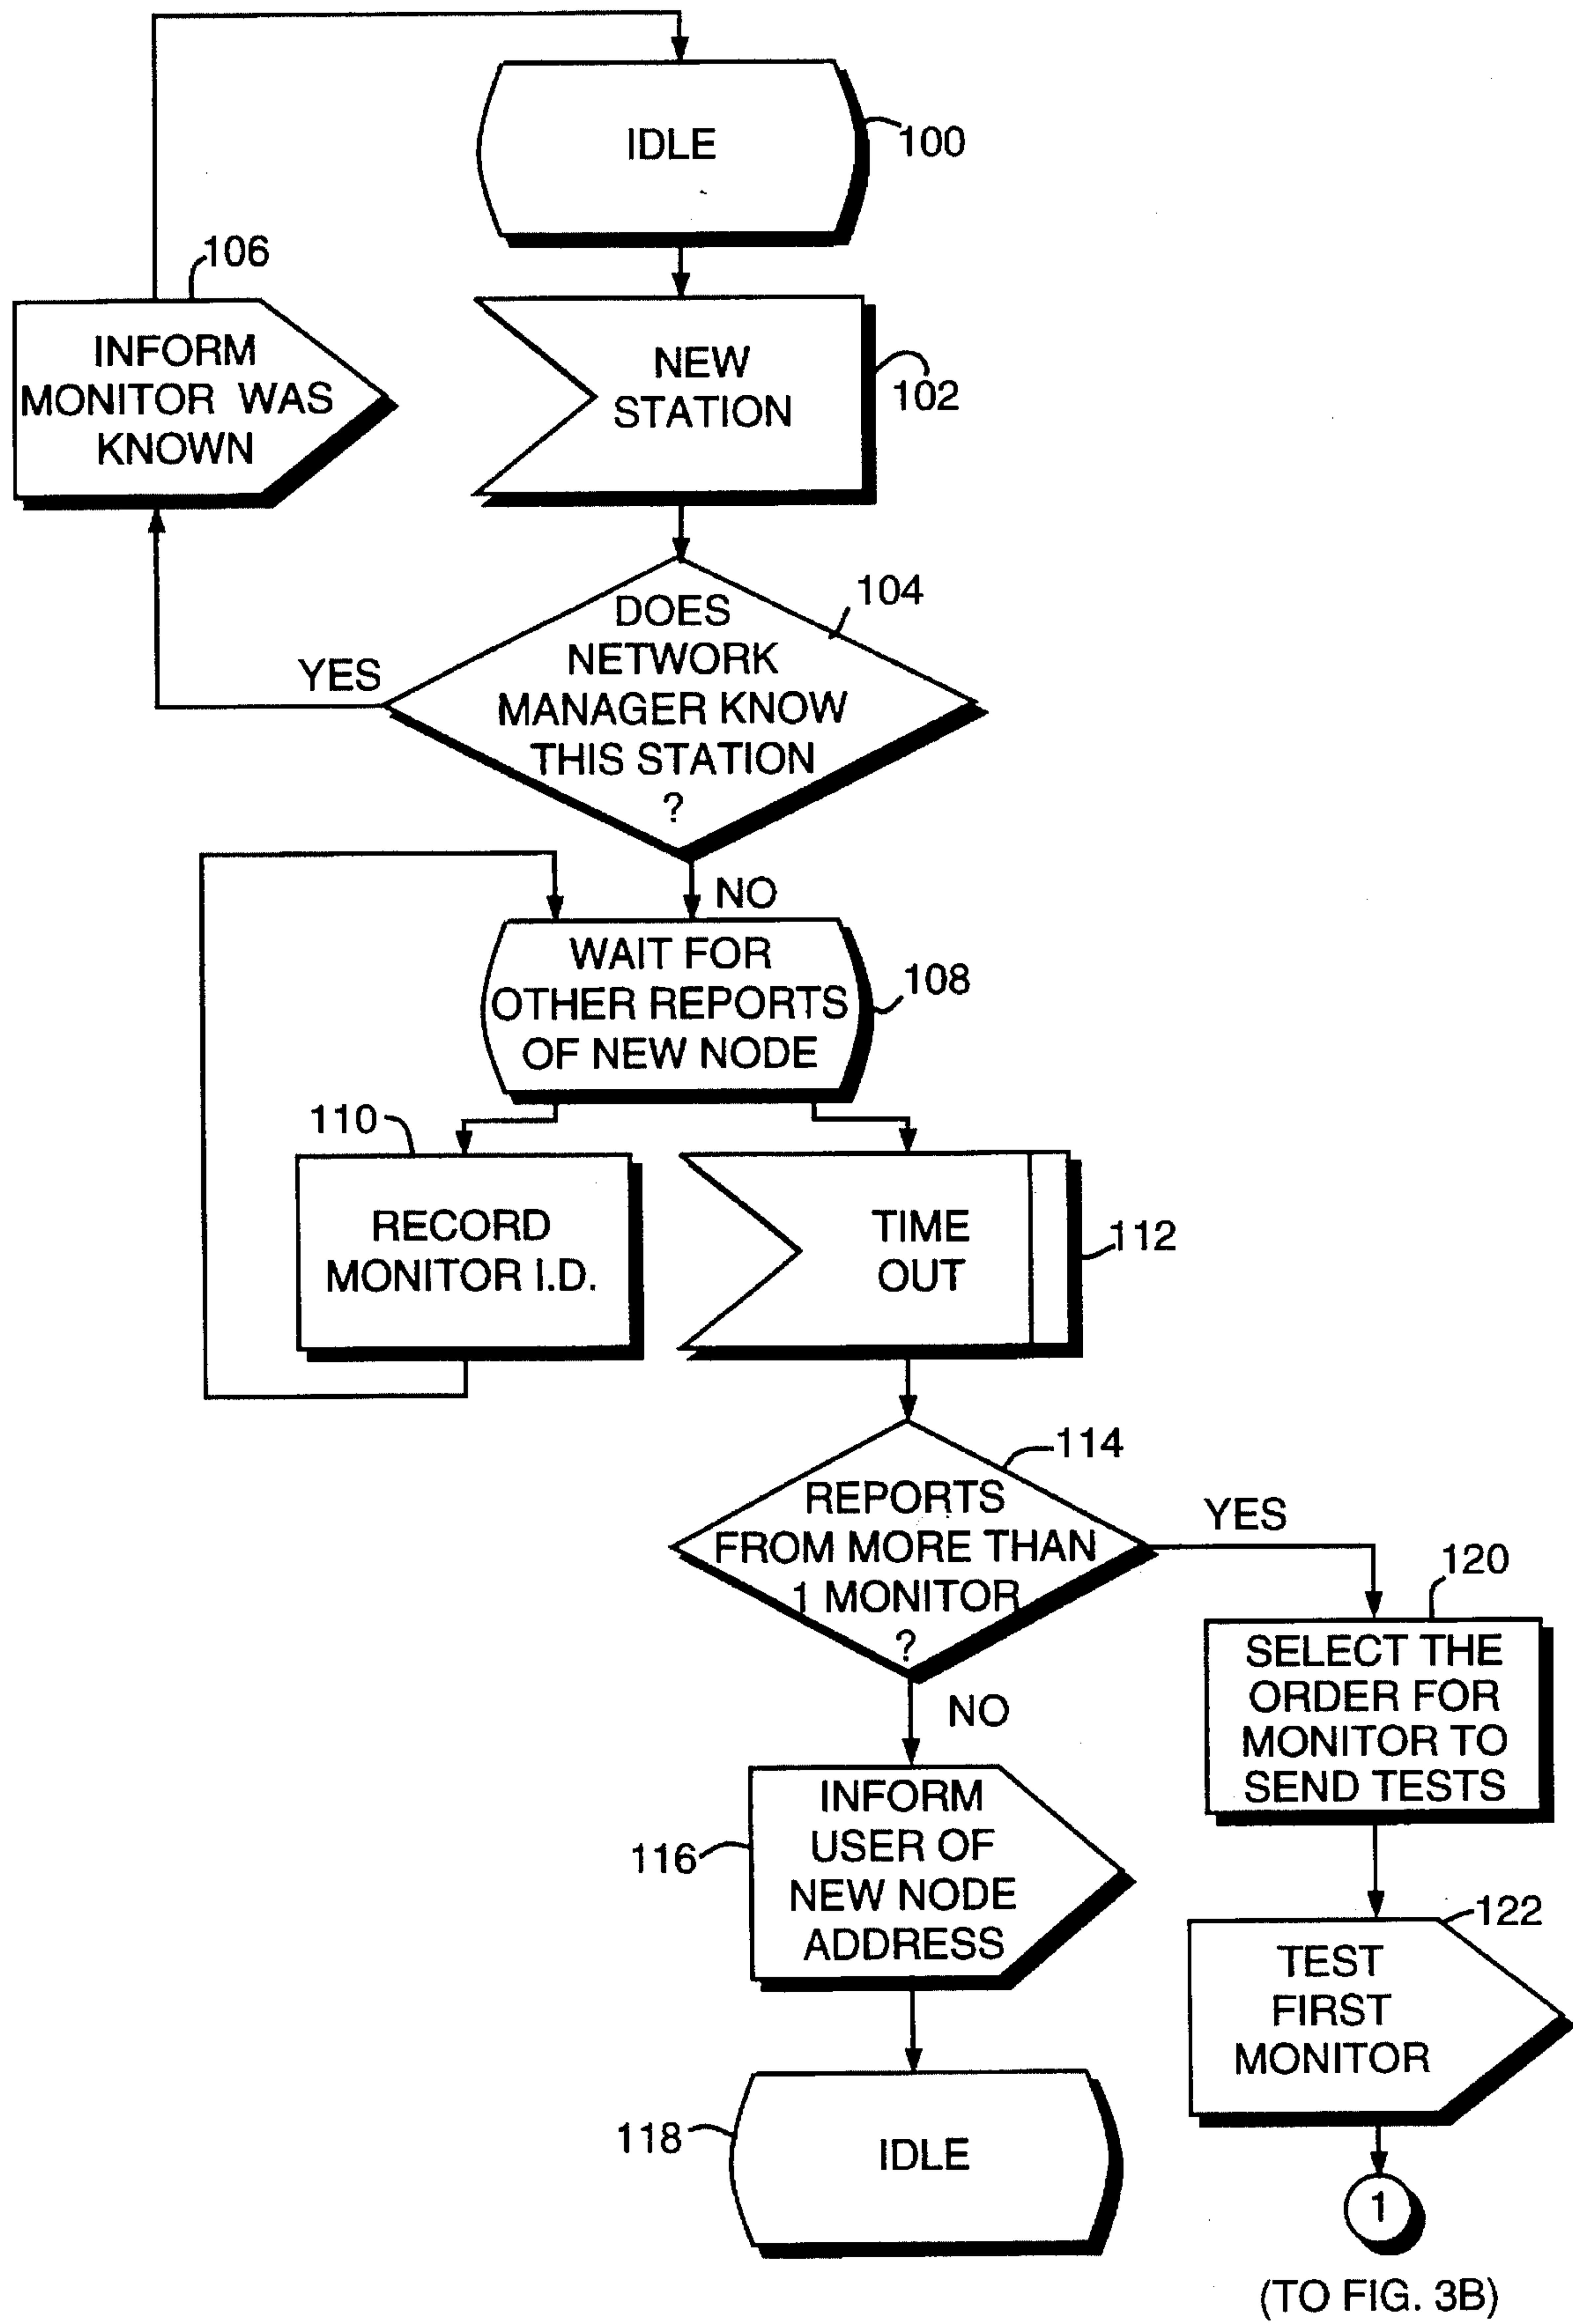 IDLE
100
106
INFORM
MONITOR WAS
KNOWN
NEW
STATION
102
104
DOES
NETWORK
MANAGER KNOW
THIS STATION
?
YES
NO
WAIT FOR
OTHER REPORTS
OF NEW NODE
108
110
RECORD
MONITOR I.D.
TIME
OUT
112
114
REPORTS
FROM MORE THAN
1 MONITOR
?
YES
120
SELECT THE
ORDER FOR
MONITOR TO
SEND TESTS
NO
116
INFORM
USER OF
NEW NODE
ADDRESS
122
TEST
FIRST
MONITOR
118
IDLE
1
(TO FIG. 3B)